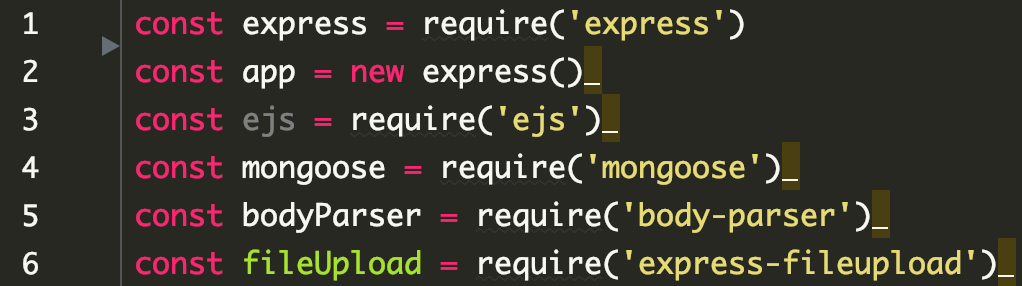 1 const express = require('express')
2 const app = new express()
3 const ejs = require('ejs')
4 const mongoose = require('mongoose')
5 const bodyParser = require('body-parser')
6 const fileUpload = require('express-fileupload')